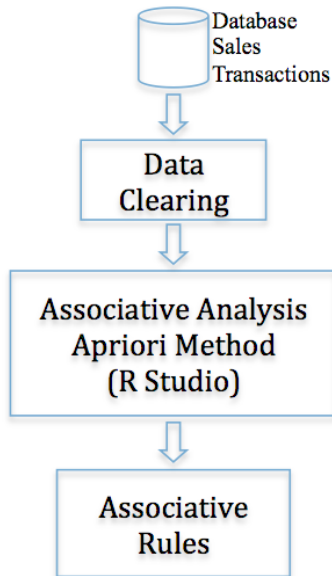 Database
Sales
Transactions
Data
Clearing
Associative Analysis
Apriori Method
(R Studio)
Associative
Rules